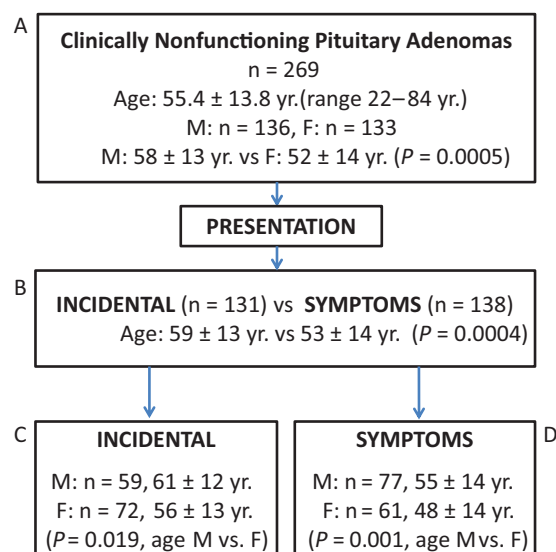 A
Clinically Nonfunctioning Pituitary Adenomas
n = 269
Age: 55.4 ± 13.8 yr.(range 22–84 yr.)
M: n = 136, F: n = 133
M: 58 ± 13 yr. vs F: 52 ± 14 yr. (P = 0.0005)
PRESENTATION
B
INCIDENTAL (n = 131) vs SYMPTOMS (n = 138)
Age: 59 ± 13 yr. vs 53 ± 14 yr. (P = 0.0004)
C
INCIDENTAL
M: n = 59, 61 ± 12 yr.
F: n = 72, 56 ± 13 yr.
(P = 0.019, age M vs. F)
SYMPTOMS
D
M: n = 77, 55 ± 14 yr.
F: n = 61, 48 ± 14 yr.
(P = 0.001, age M vs. F)